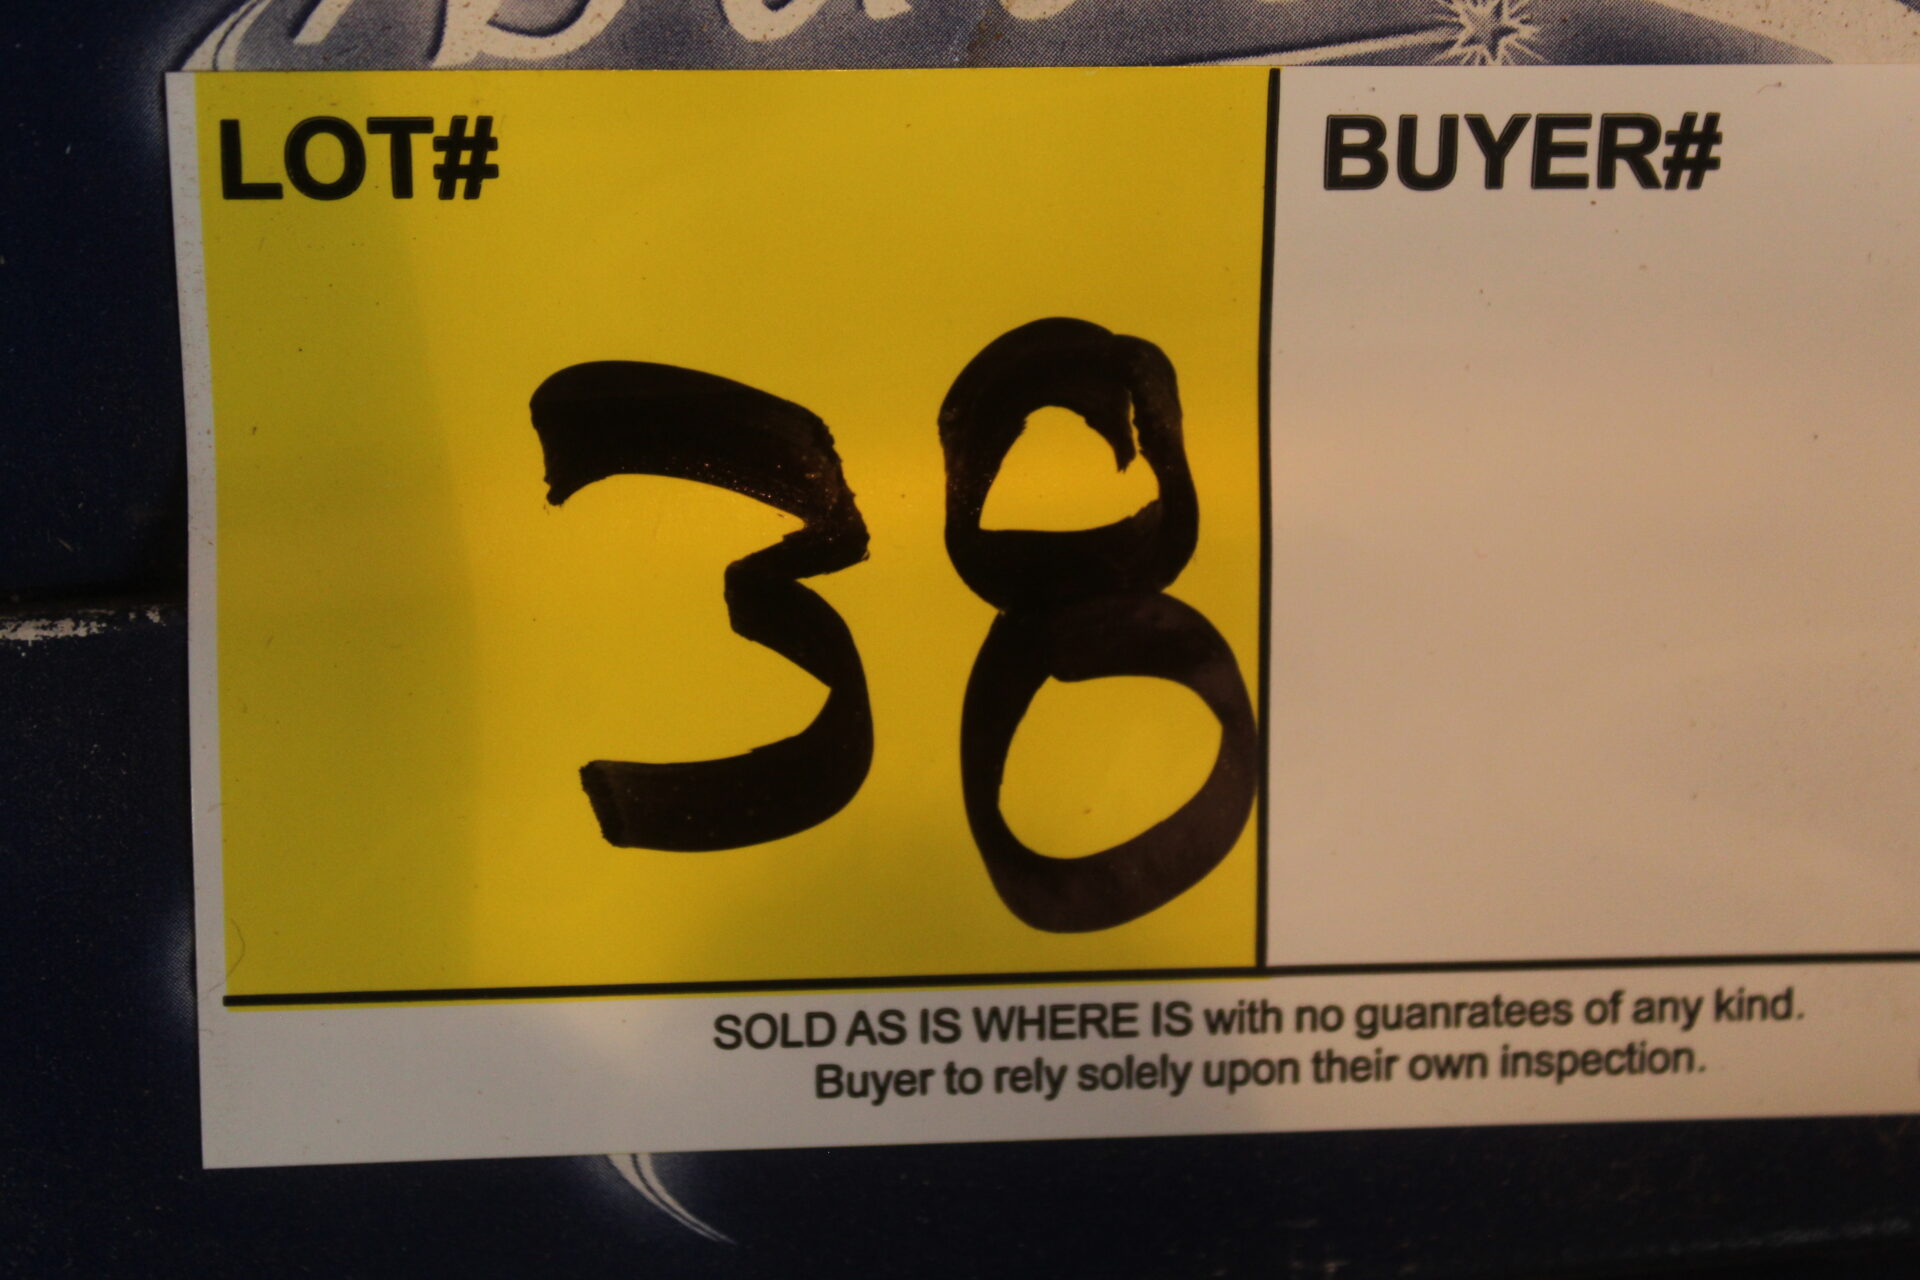 LOT# BUYER#
38
SOLD AS IS WHERE IS with no guanratees of any kind.
Buyer to rely solely upon their own inspection.